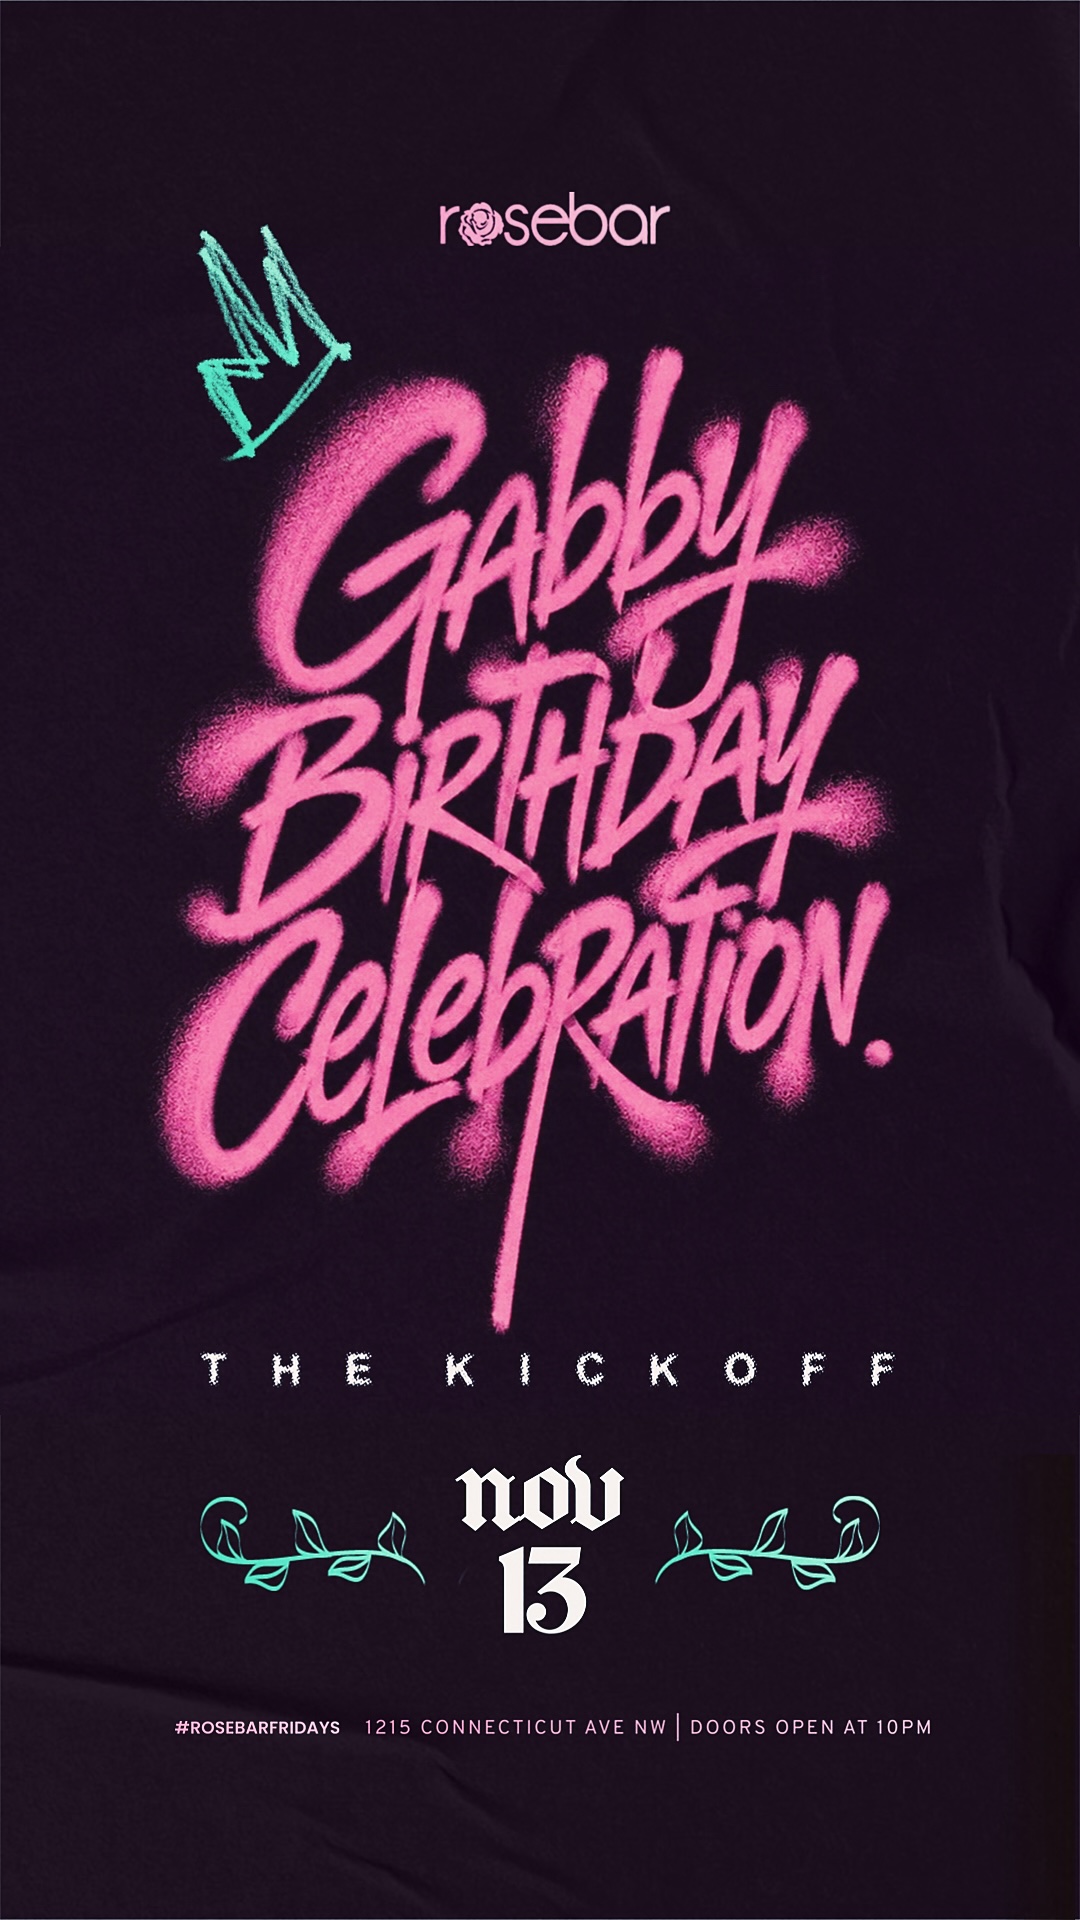 rosebar
Gabby
BiRTHDAY
CeLebRATiON.
THE KICKOFF
nov
13
#ROSEBARFRIDAYS 1215 CONNECTICUT AVE NW | DOORS OPEN AT 10PM